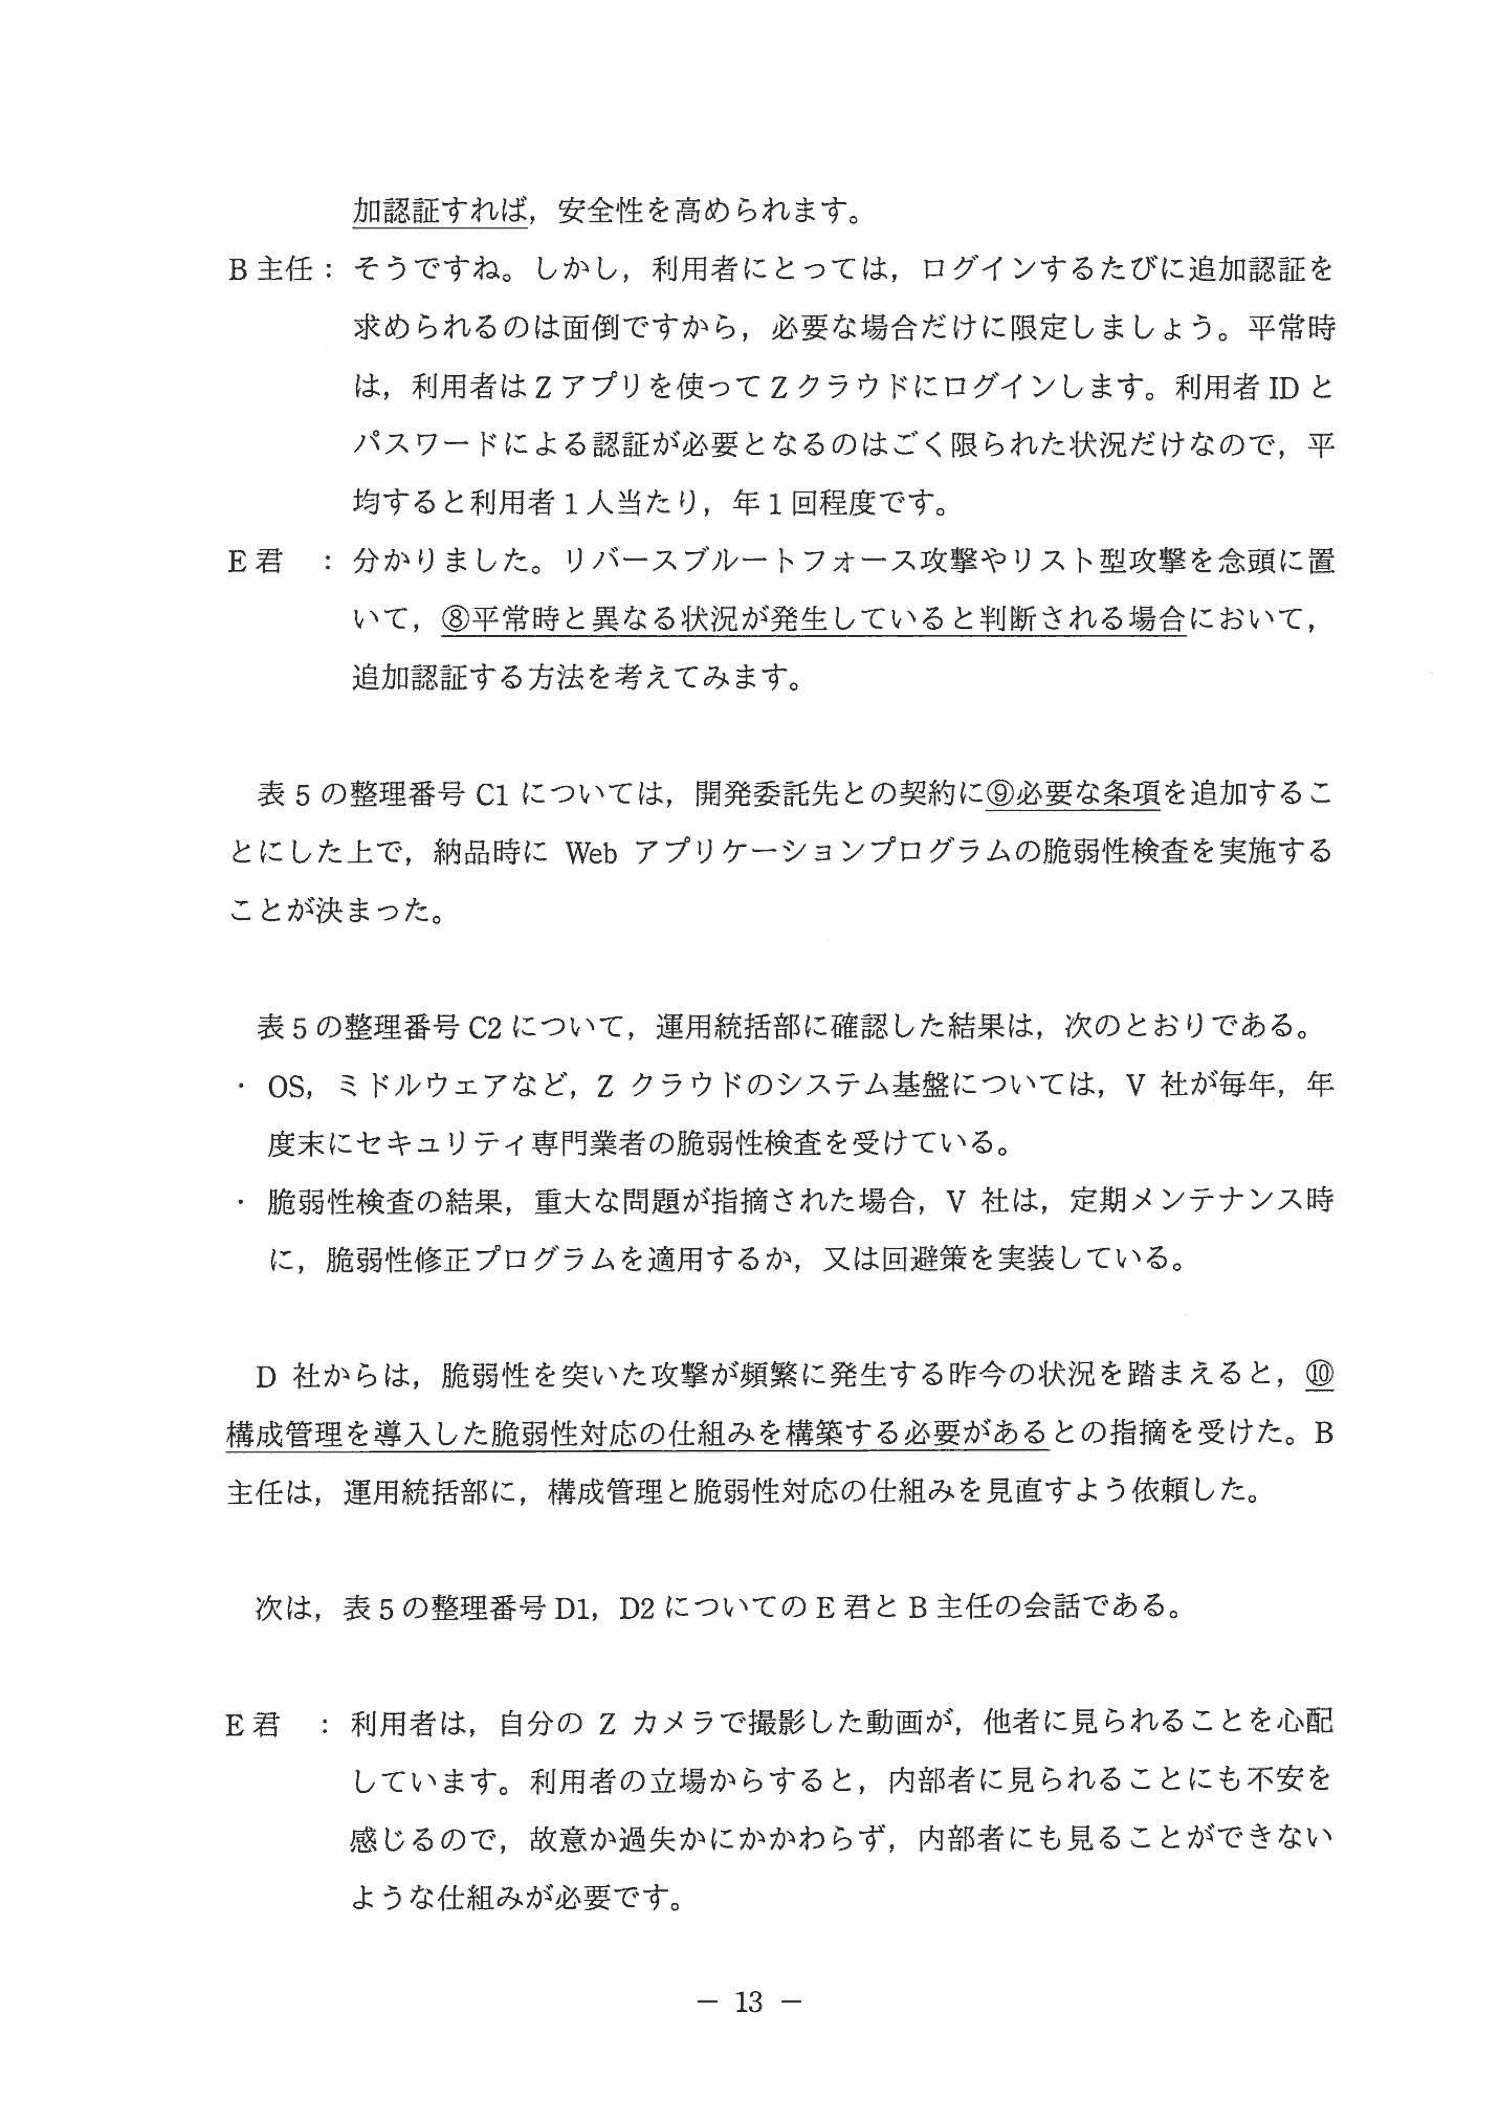 加認証すれば，安全性を高められます。
B 主任：そうですね。しかし，利用者にとっては，ログインするたびに追加認証を
求められるのは面倒ですから，必要な場合だけに限定しましょう。平常時
は，利用者は Z アプリを使って Z クラウドにログインします。利用者 ID と
パスワードによる認証が必要となるのはごく限られた状況だけなので，平
均すると利用者 1 人当たり，年 1 回程度です。
E 君　：分かりました。リバースブルートフォース攻撃やリスト型攻撃を念頭に置
いて，⑧平常時と異なる状況が発生していると判断される場合において，
追加認証する方法を考えてみます。
表 5 の整理番号 C1 については，開発委託先との契約に⑨必要な条項を追加するこ
とにした上で，納品時に Web アプリケーションプログラムの脆弱性検査を実施する
ことが決まった。
表 5 の整理番号 C2 について，運用統括部に確認した結果は，次のとおりである。
・ OS，ミドルウェアなど，Z クラウドのシステム基盤については，V 社が毎年，年
度末にセキュリティ専門業者の脆弱性検査を受けている。
・ 脆弱性検査の結果，重大な問題が指摘された場合，V 社は，定期メンテナンス時
に，脆弱性修正プログラムを適用するか，又は回避策を実装している。
D 社からは，脆弱性を突いた攻撃が頻繁に発生する昨今の状況を踏まえると，⑩
構成管理を導入した脆弱性対応の仕組みを構築する必要があるとの指摘を受けた。B
主任は，運用統括部に，構成管理と脆弱性対応の仕組みを見直すよう依頼した。
次は，表 5 の整理番号 D1，D2 についての E 君と B 主任の会話である。
E 君　：利用者は，自分の Z カメラで撮影した動画が，他者に見られることを心配
しています。利用者の立場からすると，内部者に見られることにも不安を
感じるので，故意か過失かにかかわらず，内部者にも見ることができない
ような仕組みが必要です。
－ 13 －